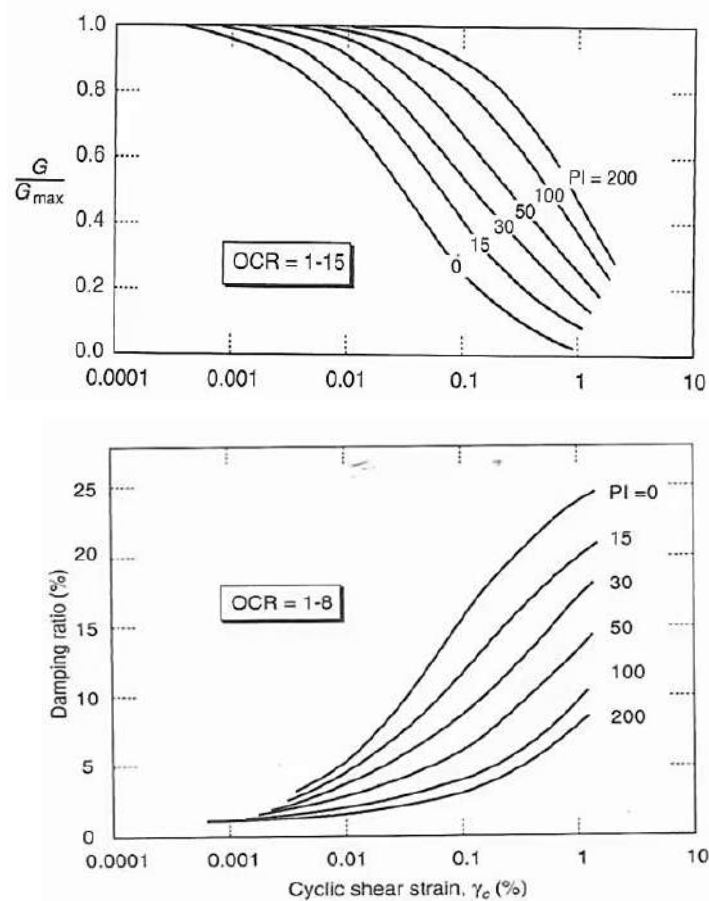 1.0
0.8
0.6
0.4
0.2
0.0
G
Gmax
OCR = 1-15
PI = 200
100
50
30
15
0
0.0001 0.001 0.01 0.1 1 10
25
20
15
10
5
0
Damping ratio (%)
OCR = 1-8
PI =0
15
30
50
100
200
0.0001 0.001 0.01 0.1 1 10
Cyclic shear strain, γc (%)